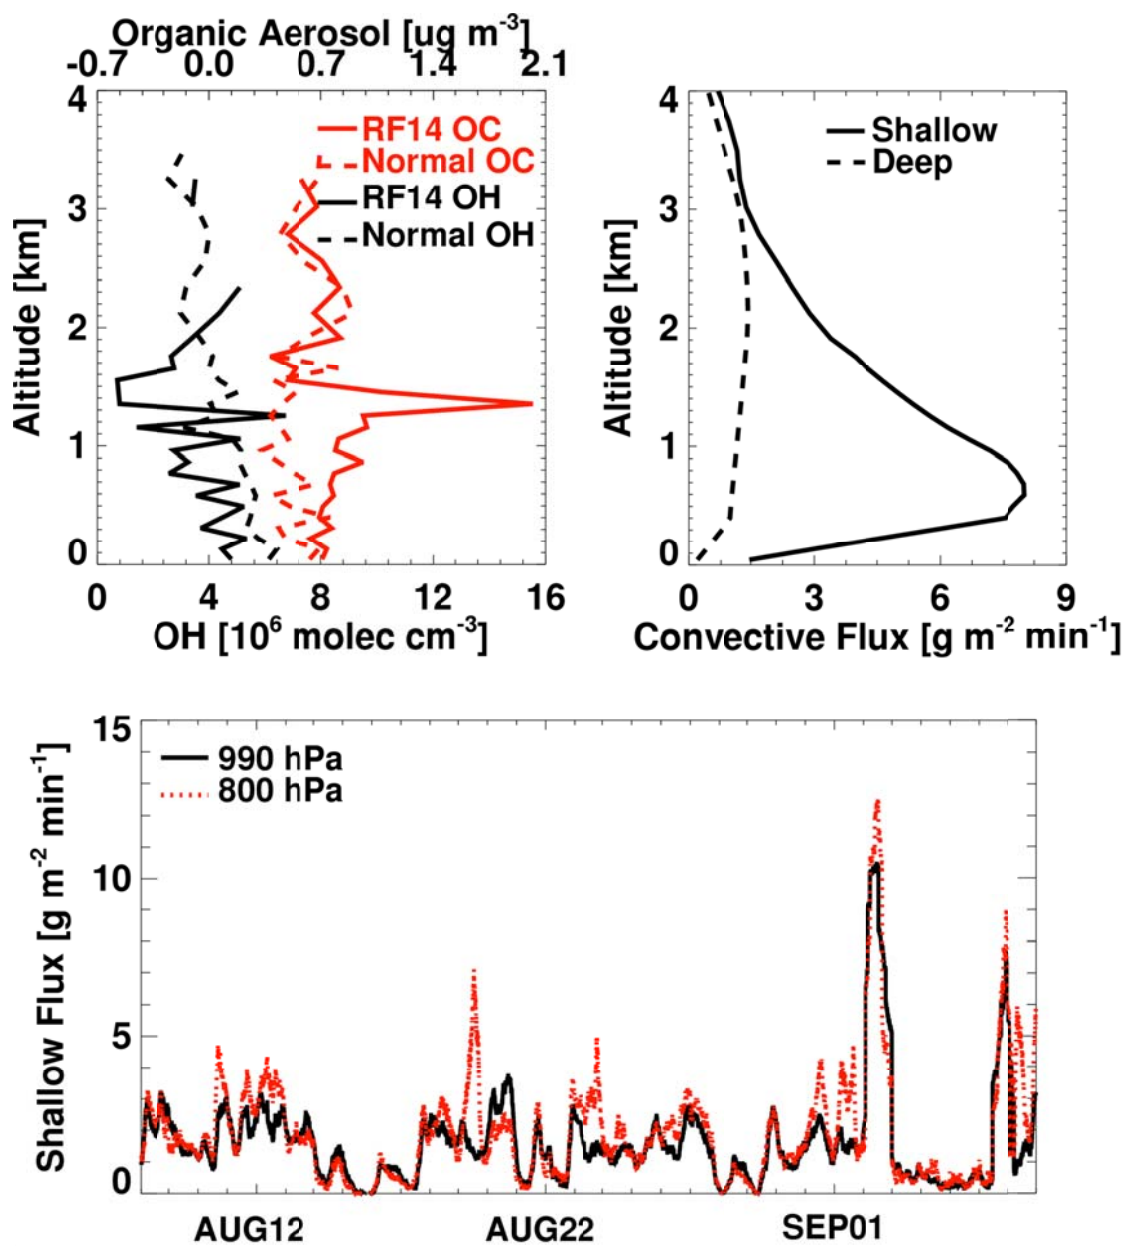 Organic Aerosol [ug m-3]
-0.7 0.0 0.7 1.4 2.1
4
3
2
1
0
Altitude [km]
RF14 OC
Normal OC
RF14 OH
Normal OH
0 4 8 12 16
OH [10^6 molec cm-3]
4
3
2
1
0
Altitude [km]
Shallow
Deep
0 3 6 9
Convective Flux [g m-2 min-1]
15
10
5
0
Shallow Flux [g m-2 min-1]
990 hPa
800 hPa
AUG12 AUG22 SEP01